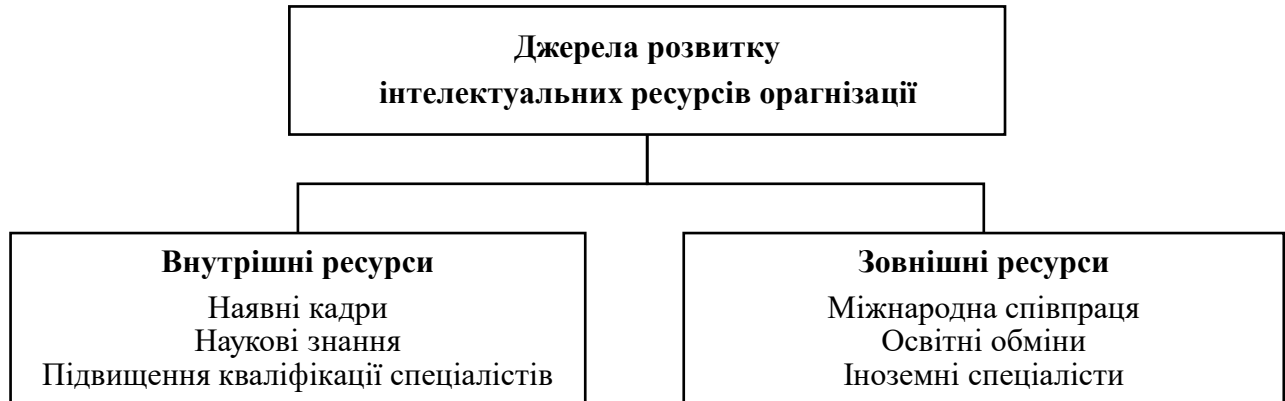 Джерела розвитку
інтелектуальних ресурсів орагнізації
Внутрішні ресурси
Наявні кадри
Наукові знання
Підвищення кваліфікації спеціалістів
Зовнішні ресурси
Міжнародна співпраця
Освітні обміни
Іноземні спеціалісти